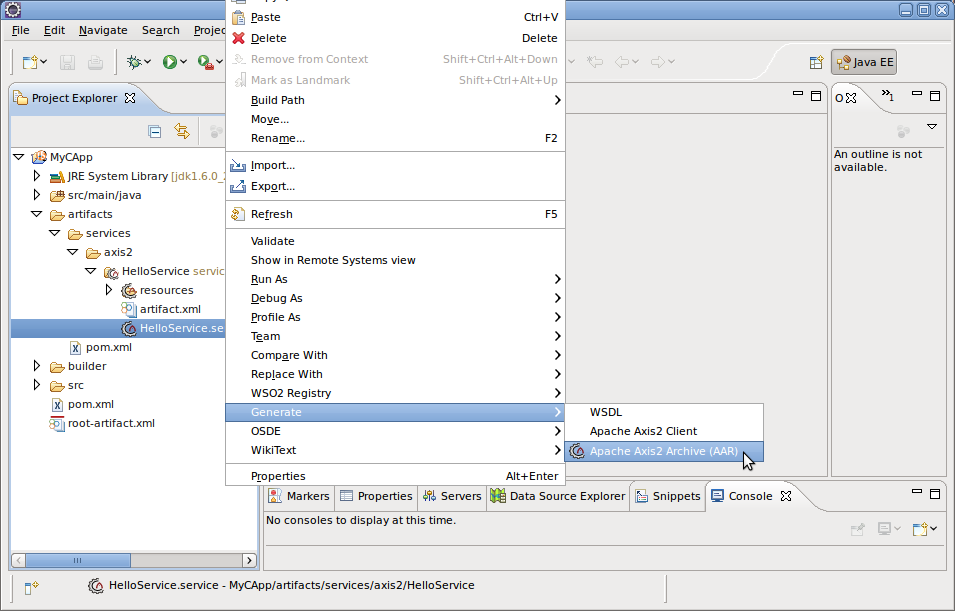 Paste Ctrl+V
File Edit Navigate Search Projec
Delete Delete
Remove from Context Shift+Ctrl+Alt+Down
Java EE
Mark as Landmark Shift+Ctrl+Alt+Up
Project Explorer
Build Path
O
»1
Move...
Rename... F2
An outline is not
available.
MyCApp
JRE System Library [jdk1.6.0_
Import...
src/main/java
Export...
artifacts
Refresh F5
services
Validate
axis2
Show in Remote Systems view
HelloService servic
Run As
resources
Debug As
artifact.xml
Profile As
HelloService.se
Team
pom.xml
Compare With
builder
Replace With
src
WSO2 Registry
pom.xml
Generate
WSDL
root-artifact.xml
OSDE
Apache Axis2 Client
WikiText
Apache Axis2 Archive (AAR)
Properties Alt+Enter
Markers Properties Servers Data Source Explorer Snippets Console
No consoles to display at this time.
HelloService.service - MyCApp/artifacts/services/axis2/HelloService